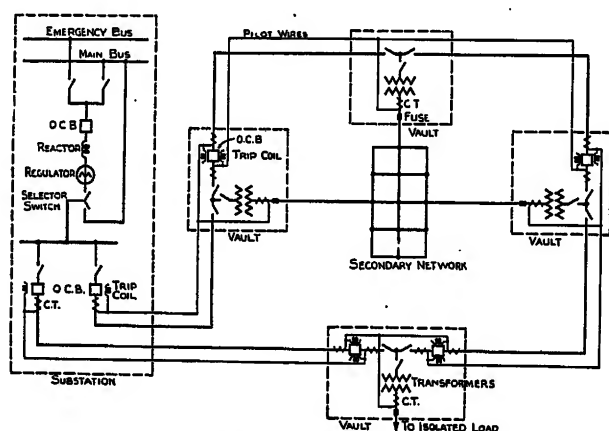 EMERGENCY BUS
MAIN BUS
O.C.B
REACTOR
REGULATOR
SELECTOR
SWITCH
O.C.B.
TRIP
COIL
C.T.
SUBSTATION
PILOT WIRES
O.C.B
TRIP COIL
VAULT
C.T
FUSE
VAULT
SECONDARY NETWORK
VAULT
TRANSFORMERS
C.T.
VAULT
TO ISOLATED LOAD